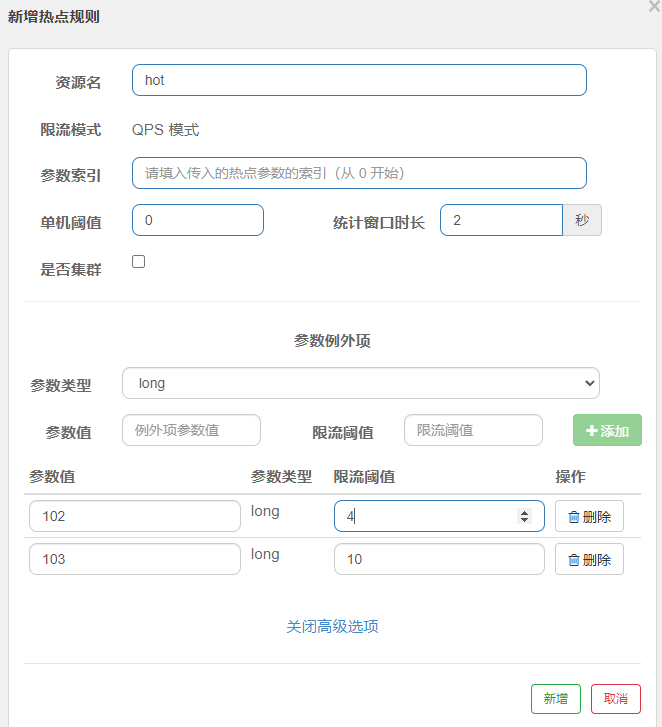 新增热点规则
×
资源名 hot
限流模式 QPS 模式
参数索引 请填入传入的热点参数的索引（从 0 开始）
单机阈值 0 统计窗口时长 2 秒
是否集群
参数例外项
参数类型 long
参数值 例外项参数值 限流阈值 限流阈值 +添加
参数值 参数类型 限流阈值 操作
102 long 4 删除
103 long 10 删除
关闭高级选项
新增 取消